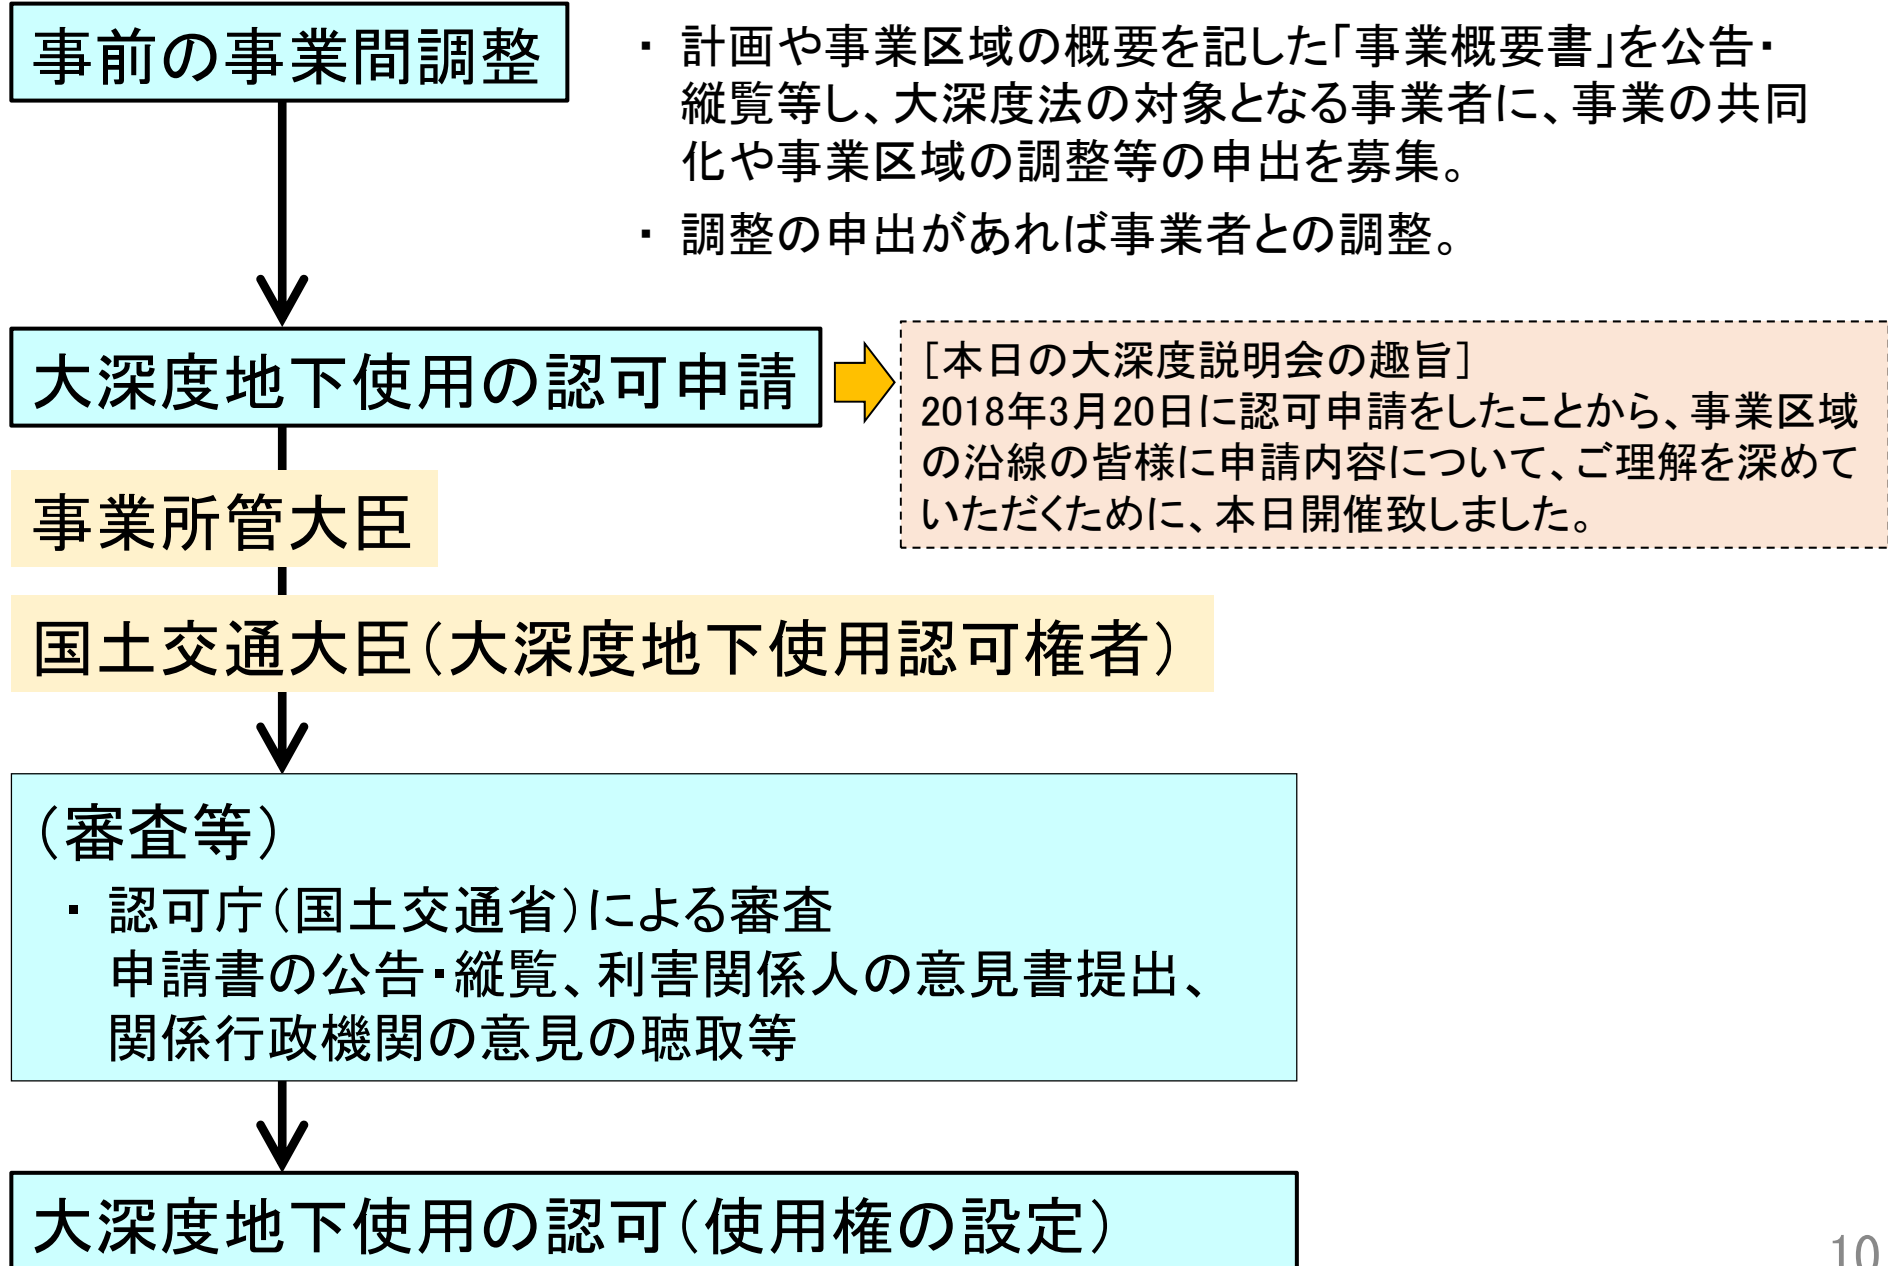 事前の事業間調整
・ 計画や事業区域の概要を記した「事業概要書」を公告・
縦覧等し、大深度法の対象となる事業者に、事業の共同
化や事業区域の調整等の申出を募集。
・ 調整の申出があれば事業者との調整。
大深度地下使用の認可申請
[本日の大深度説明会の趣旨]
2018年3月20日に認可申請をしたことから、事業区域
の沿線の皆様に申請内容について、ご理解を深めて
いただくために、本日開催致しました。
事業所管大臣
国土交通大臣(大深度地下使用認可権者)
(審査等)
・ 認可庁(国土交通省)による審査
申請書の公告・縦覧、利害関係人の意見書提出、
関係行政機関の意見の聴取等
大深度地下使用の認可(使用権の設定)
10